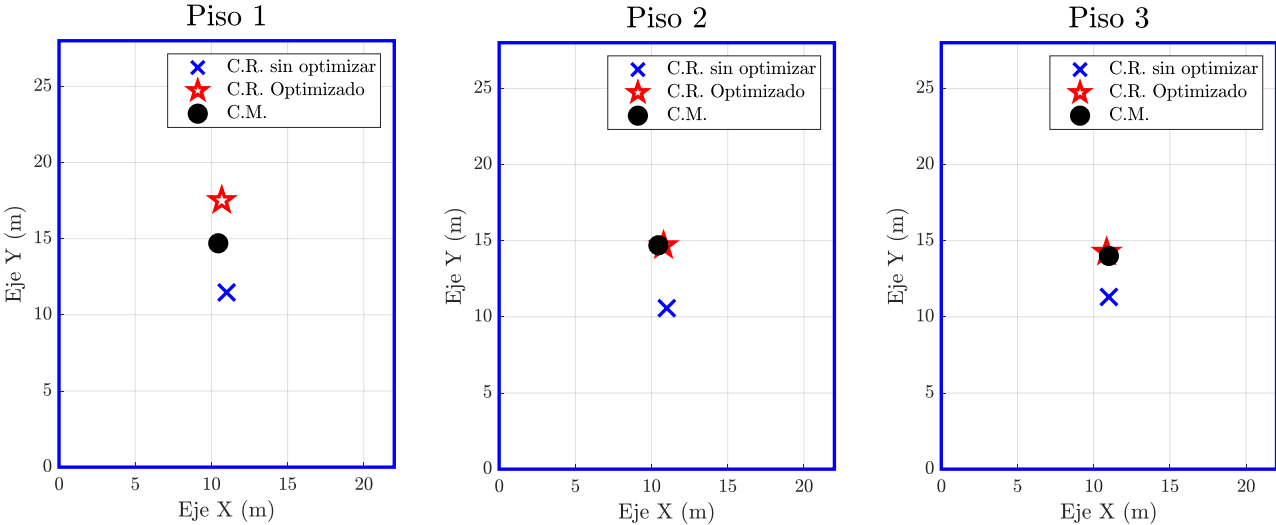 Piso 1
C.R. sin optimizar
C.R. Optimizado
C.M.
25
20
15
10
5
0
0 5 10 15 20
Eje X (m)
Eje Y (m)
Piso 2
C.R. sin optimizar
C.R. Optimizado
C.M.
25
20
15
10
5
0
0 5 10 15 20
Eje X (m)
Eje Y (m)
Piso 3
C.R. sin optimizar
C.R. Optimizado
C.M.
25
20
15
10
5
0
0 5 10 15 20
Eje X (m)
Eje Y (m)